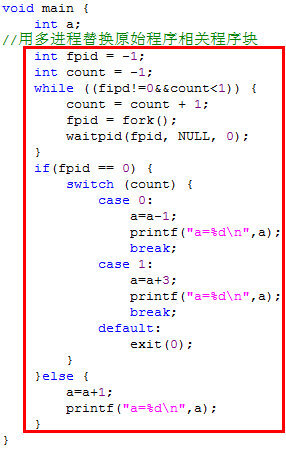 void main {
    int a;
//用多进程替换原始程序相关程序块
    int fpid = -1;
    int count = -1;
    while ((fipd!=0&&count<1)) {
        count = count + 1;
        fpid = fork();
        waitpid(fpid, NULL, 0);
    }
    if(fpid == 0) {
        switch (count) {
            case 0:
                a=a-1;
                printf("a=%d\n",a);
                break;
            case 1:
                a=a+3;
                printf("a=%d\n",a);
                break;
            default:
                exit(0);
        }
    }else {
        a=a+1;
        printf("a=%d\n",a);
    }
}